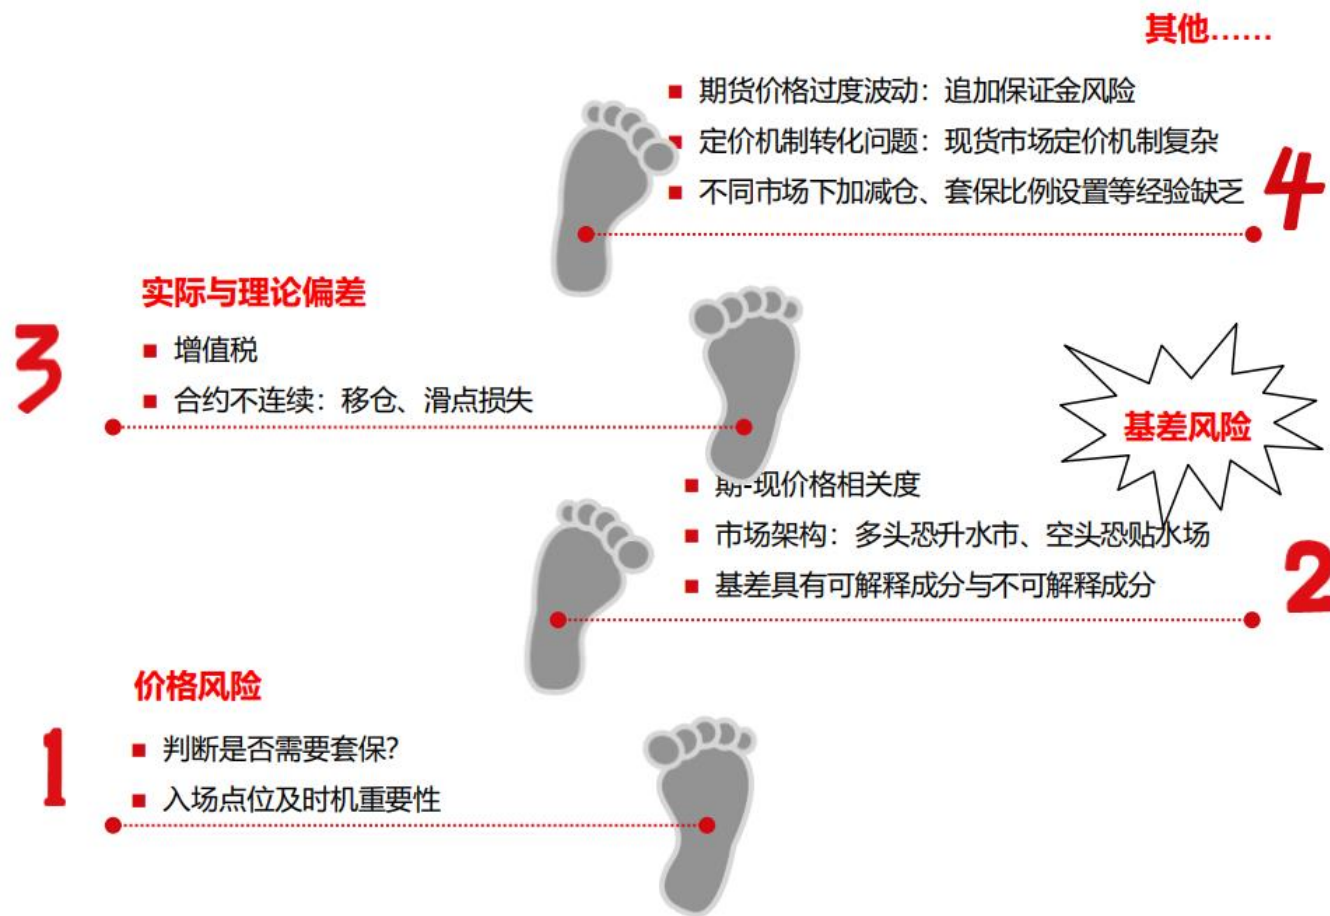 其他……
期货价格过度波动：追加保证金风险
定价机制转化问题：现货市场定价机制复杂
不同市场下加减仓、套保比例设置等经验缺乏
4
实际与理论偏差
3
增值税
合约不连续：移仓、滑点损失
基差风险
期-现价格相关度
市场架构：多头恐升水市、空头恐贴水场
基差具有可解释成分与不可解释成分
2
价格风险
1
判断是否需要套保？
入场点位及时机重要性